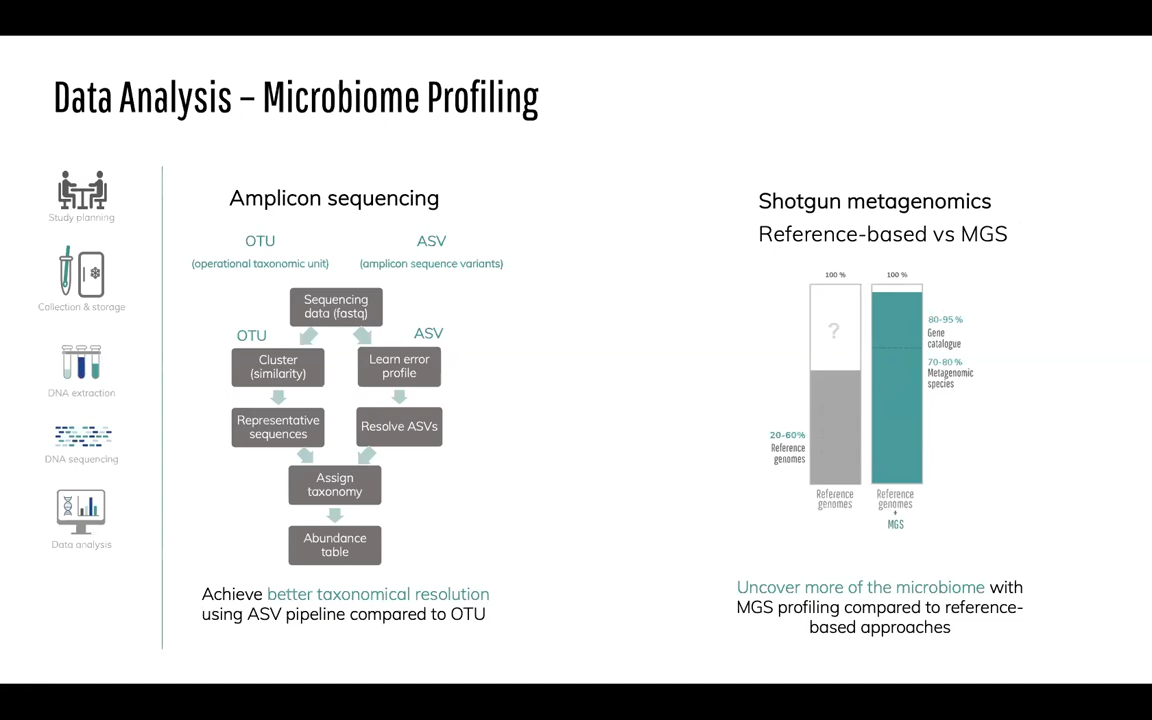 Data Analysis – Microbiome Profiling
Study planning
Collection & storage
DNA extraction
DNA sequencing
Data analysis
Amplicon sequencing
OTU
(operational taxonomic unit)
ASV
(amplicon sequence variants)
Sequencing
data (fastq)
OTU
ASV
Cluster
(similarity)
Learn error
profile
Representative
sequences
Resolve ASVs
Assign
taxonomy
Abundance
table
Achieve better taxonomical resolution
using ASV pipeline compared to OTU
Shotgun metagenomics
Reference-based vs MGS
100 %
100 %
?
80-95 %
Gene
catalogue
70-80 %
Metagenomic
species
20-60%
Reference
genomes
Reference
genomes
Reference
genomes
+
MGS
Uncover more of the microbiome with
MGS profiling compared to reference-
based approaches